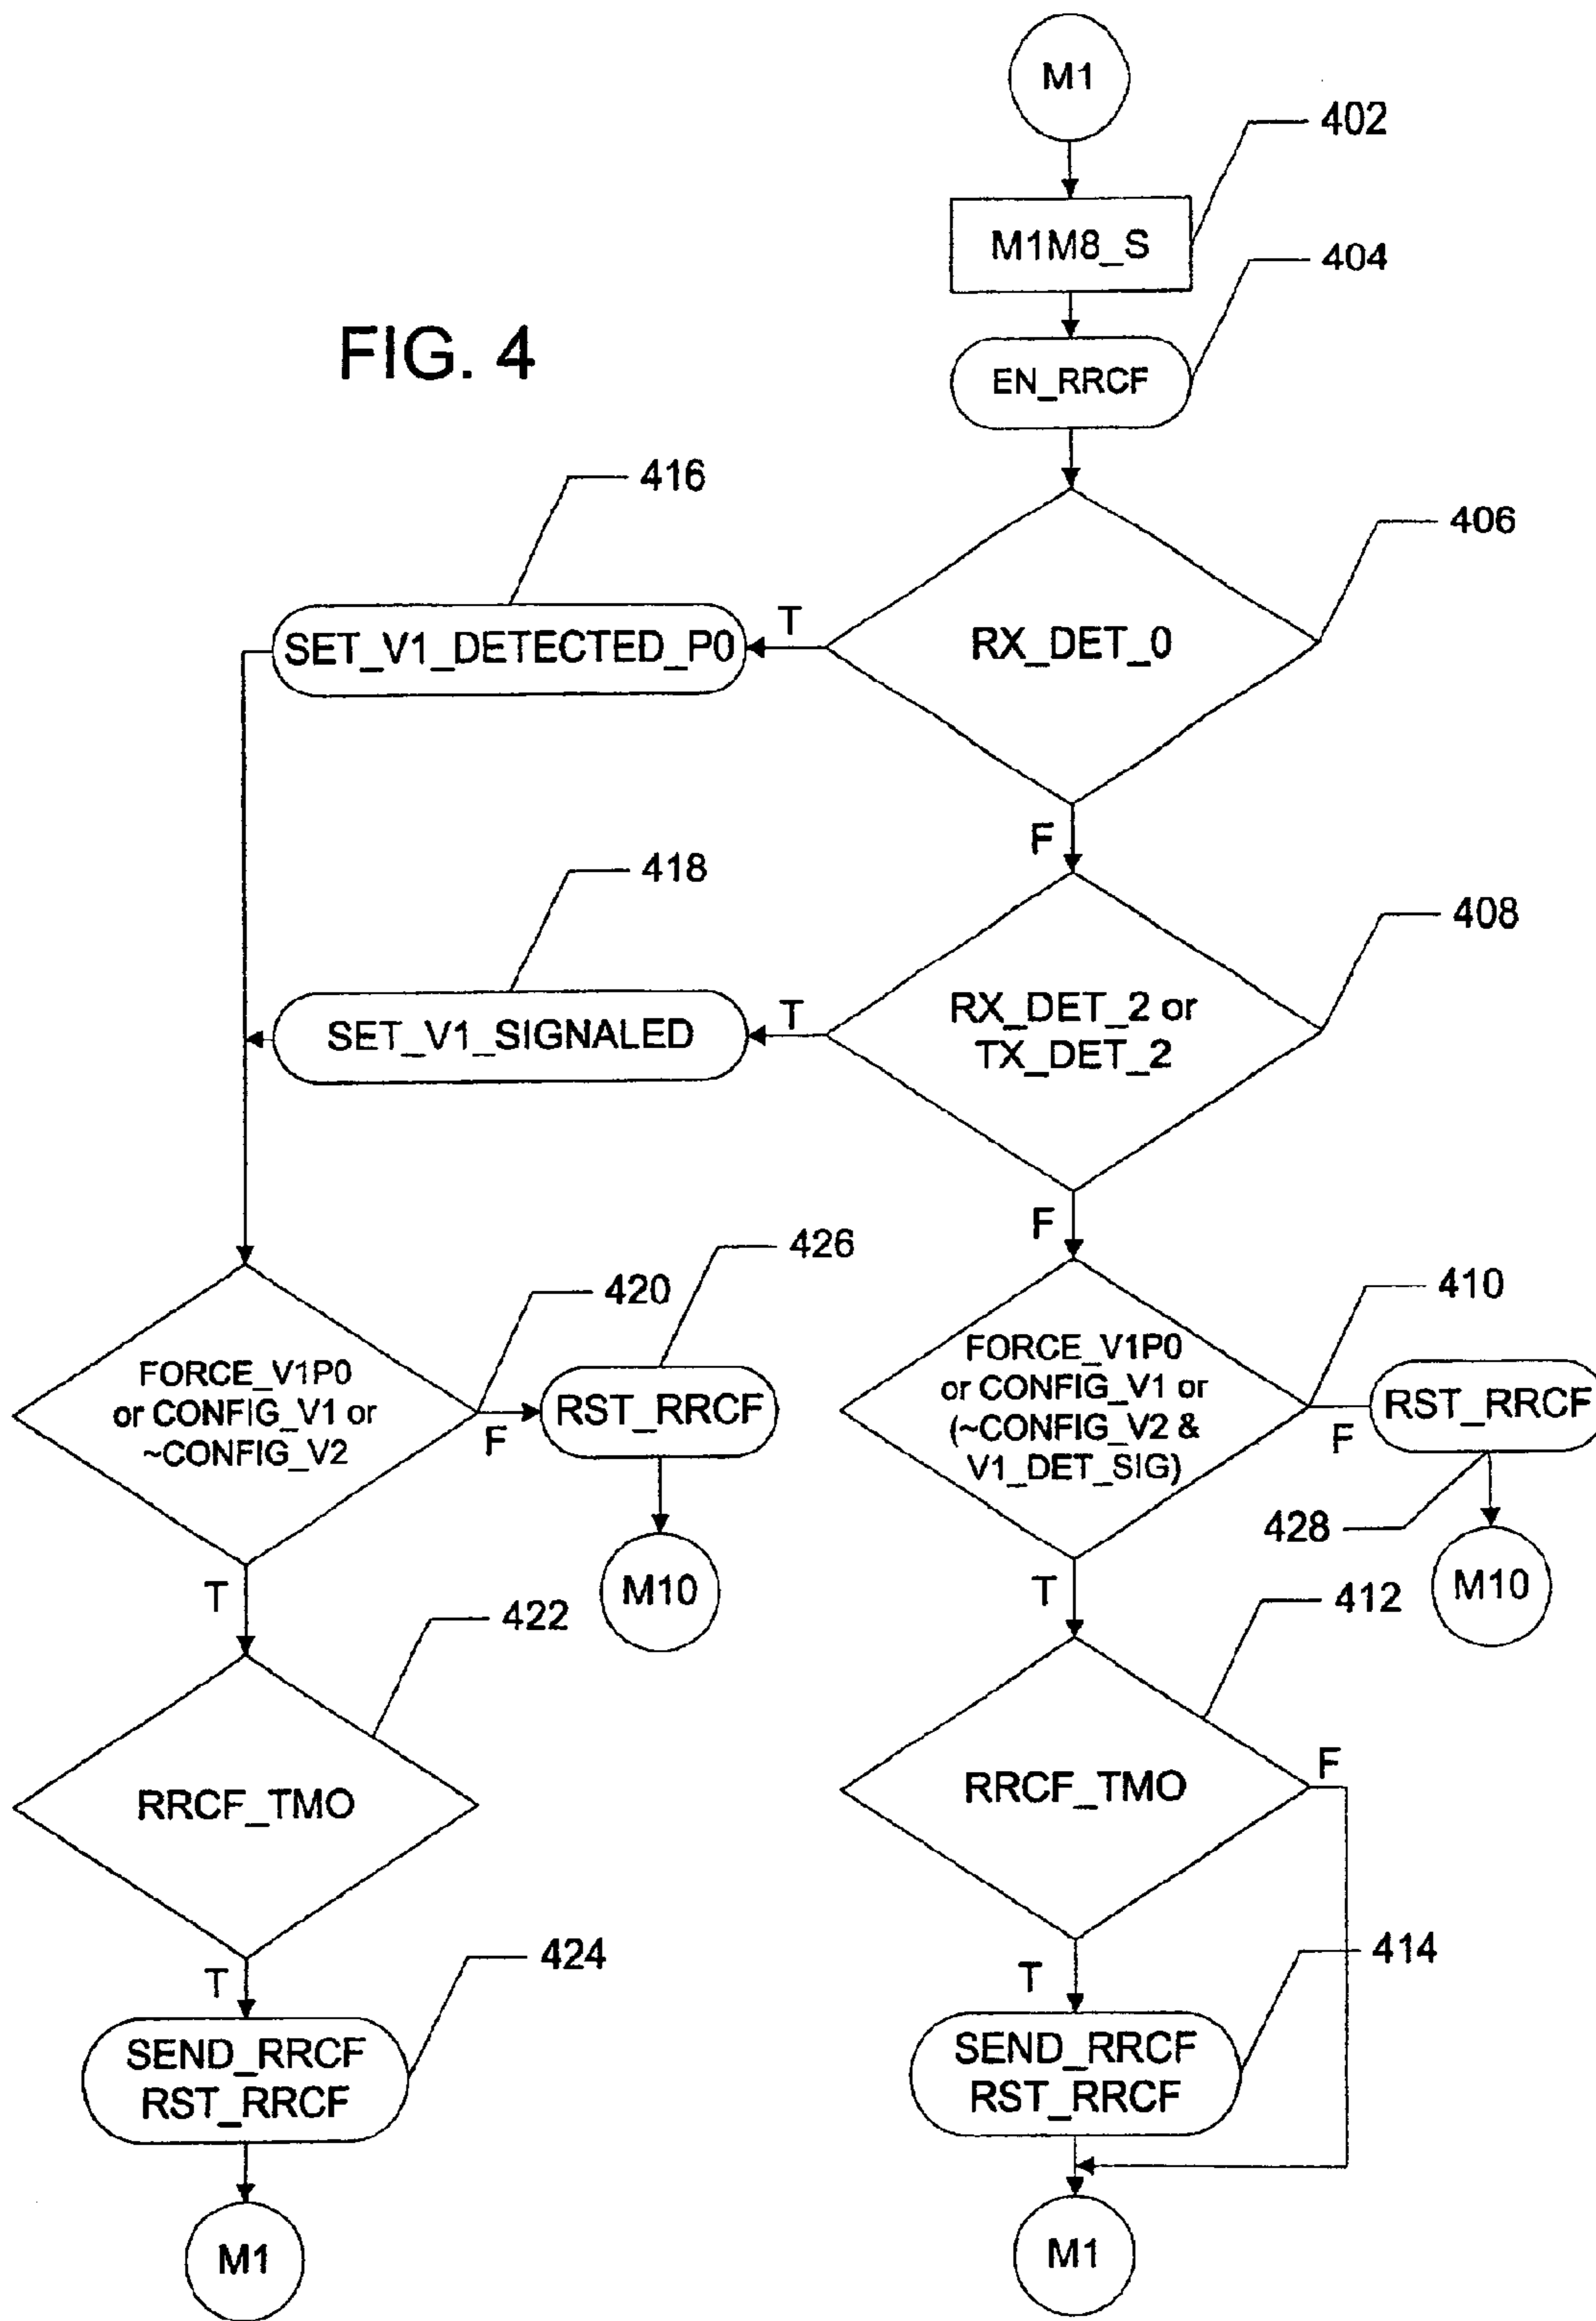 M1
402
M1M8_S
404
FIG. 4
EN_RRCF
416
406
SET_V1_DETECTED_P0
T
RX_DET_0
F
418
408
SET_V1_SIGNALED
T
RX_DET_2 or
TX_DET_2
F
426
420
410
FORCE_V1P0
or CONFIG_V1 or
~CONFIG_V2
F
RST_RRCF
FORCE_V1P0
or CONFIG_V1 or
(~CONFIG_V2 &
V1_DET_SIG)
F
RST_RRCF
428
T
M10
T
M10
422
412
RRCF_TMO
RRCF_TMO
F
424
414
T
T
SEND_RRCF
RST_RRCF
SEND_RRCF
RST_RRCF
M1
M1